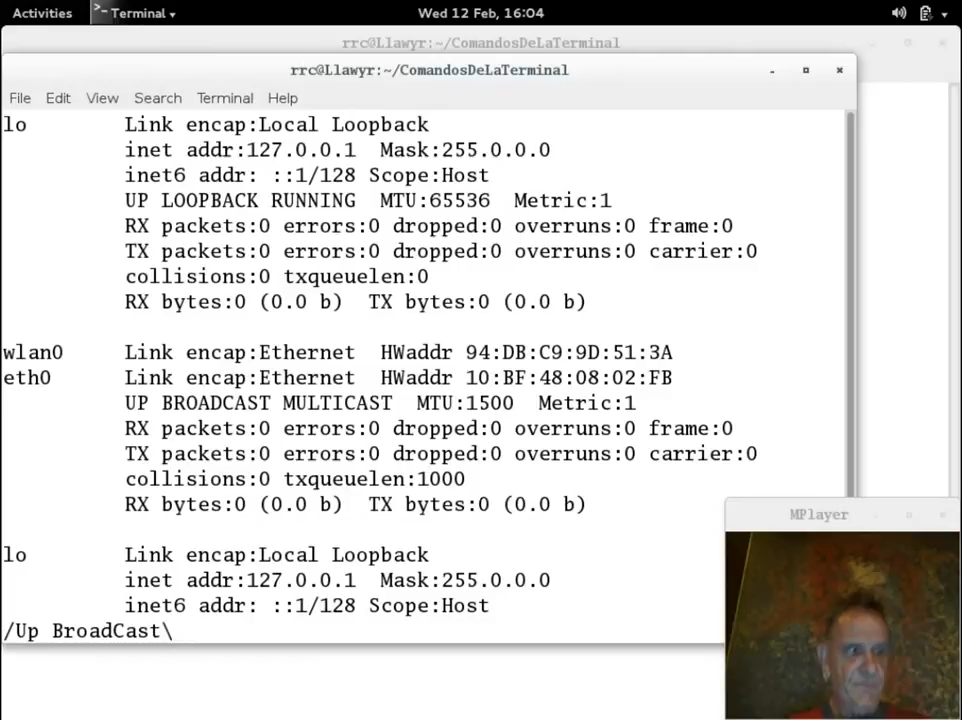 Activities Terminal Wed 12 Feb, 16:04
rrc@Llawyr:~/ComandosDeLaTerminal
rrc@Llawyr:~/ComandosDeLaTerminal
File Edit View Search Terminal Help
lo Link encap:Local Loopback
inet addr:127.0.0.1 Mask:255.0.0.0
inet6 addr: ::1/128 Scope:Host
UP LOOPBACK RUNNING MTU:65536 Metric:1
RX packets:0 errors:0 dropped:0 overruns:0 frame:0
TX packets:0 errors:0 dropped:0 overruns:0 carrier:0
collisions:0 txqueuelen:0
RX bytes:0 (0.0 b) TX bytes:0 (0.0 b)
wlan0 Link encap:Ethernet HWaddr 94:DB:C9:9D:51:3A
eth0 Link encap:Ethernet HWaddr 10:BF:48:08:02:FB
UP BROADCAST MULTICAST MTU:1500 Metric:1
RX packets:0 errors:0 dropped:0 overruns:0 frame:0
TX packets:0 errors:0 dropped:0 overruns:0 carrier:0
collisions:0 txqueuelen:1000
RX bytes:0 (0.0 b) TX bytes:0 (0.0 b)
MPlayer
lo Link encap:Local Loopback
inet addr:127.0.0.1 Mask:255.0.0.0
inet6 addr: ::1/128 Scope:Host
/Up BroadCast\